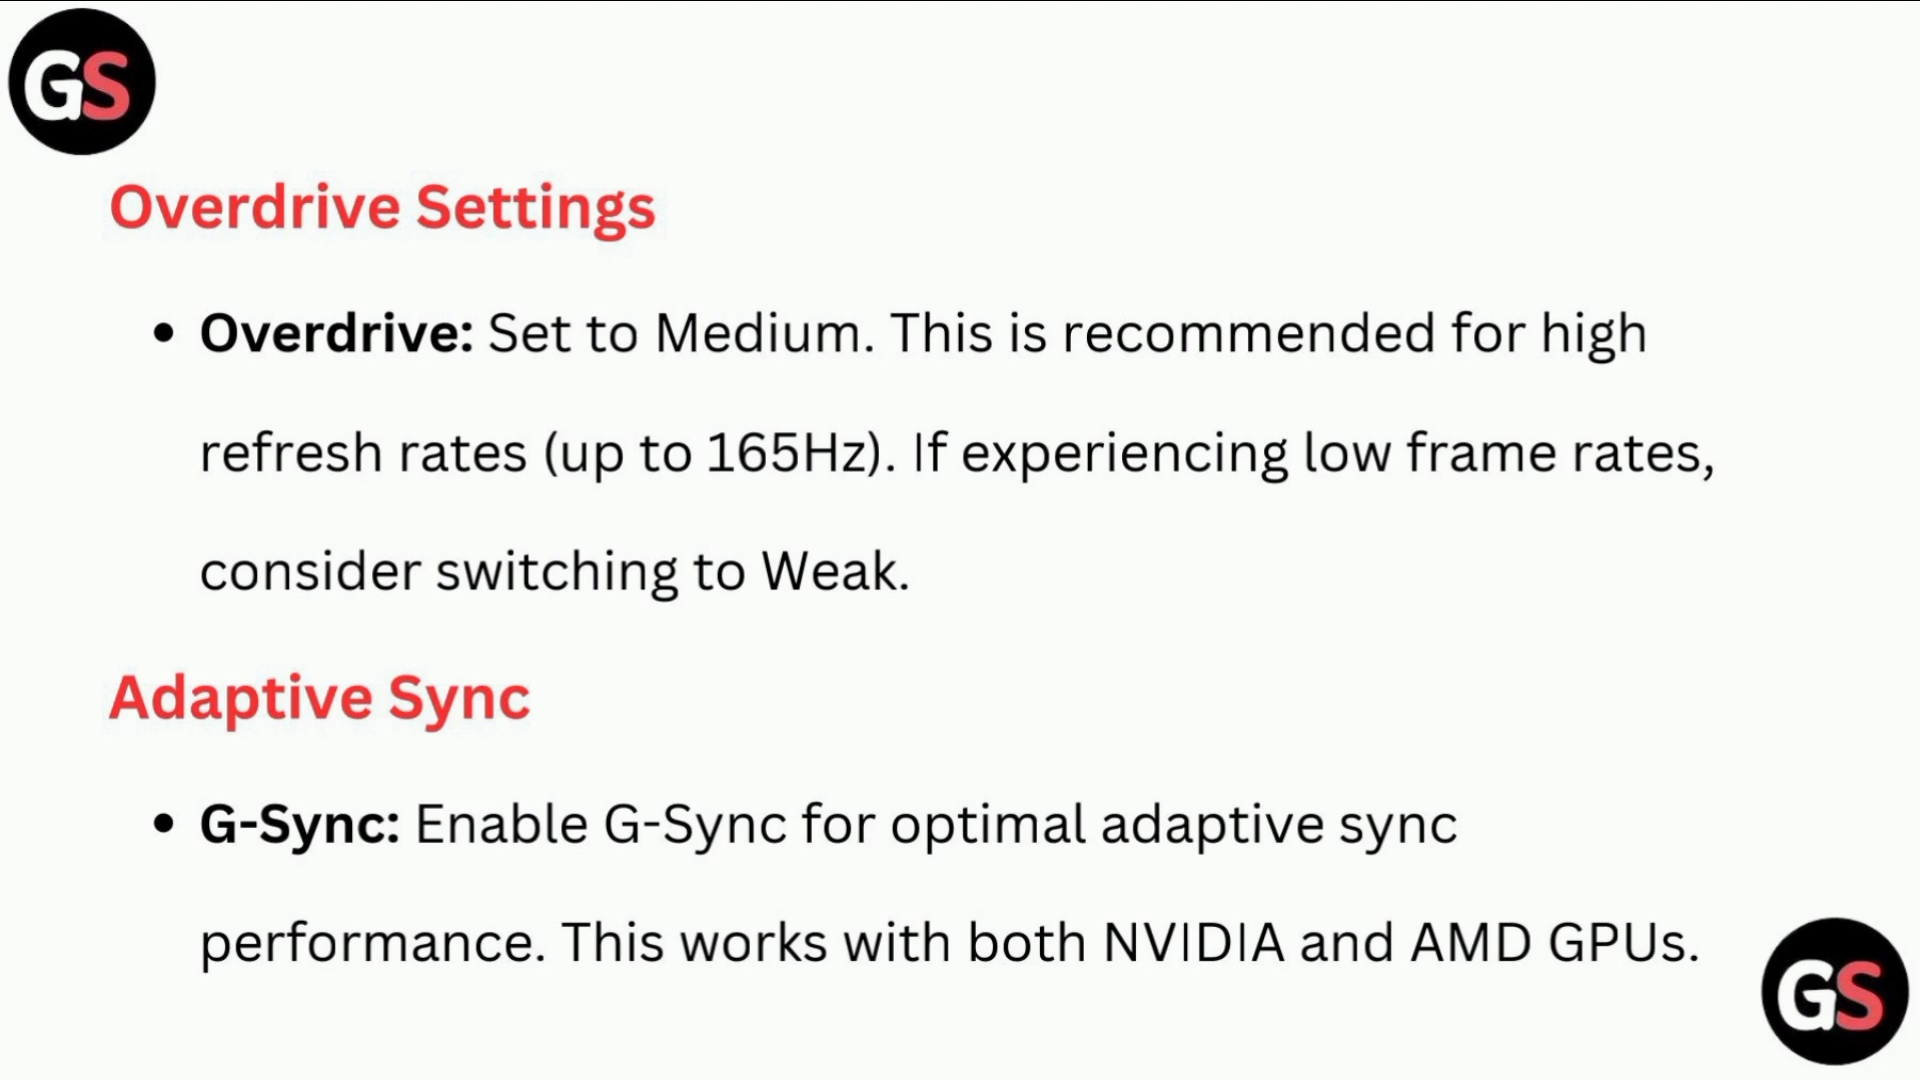 GS
Overdrive Settings
• Overdrive: Set to Medium. This is recommended for high
refresh rates (up to 165Hz). If experiencing low frame rates,
consider switching to Weak.
Adaptive Sync
• G-Sync: Enable G-Sync for optimal adaptive sync
performance. This works with both NVIDIA and AMD GPUs.
GS